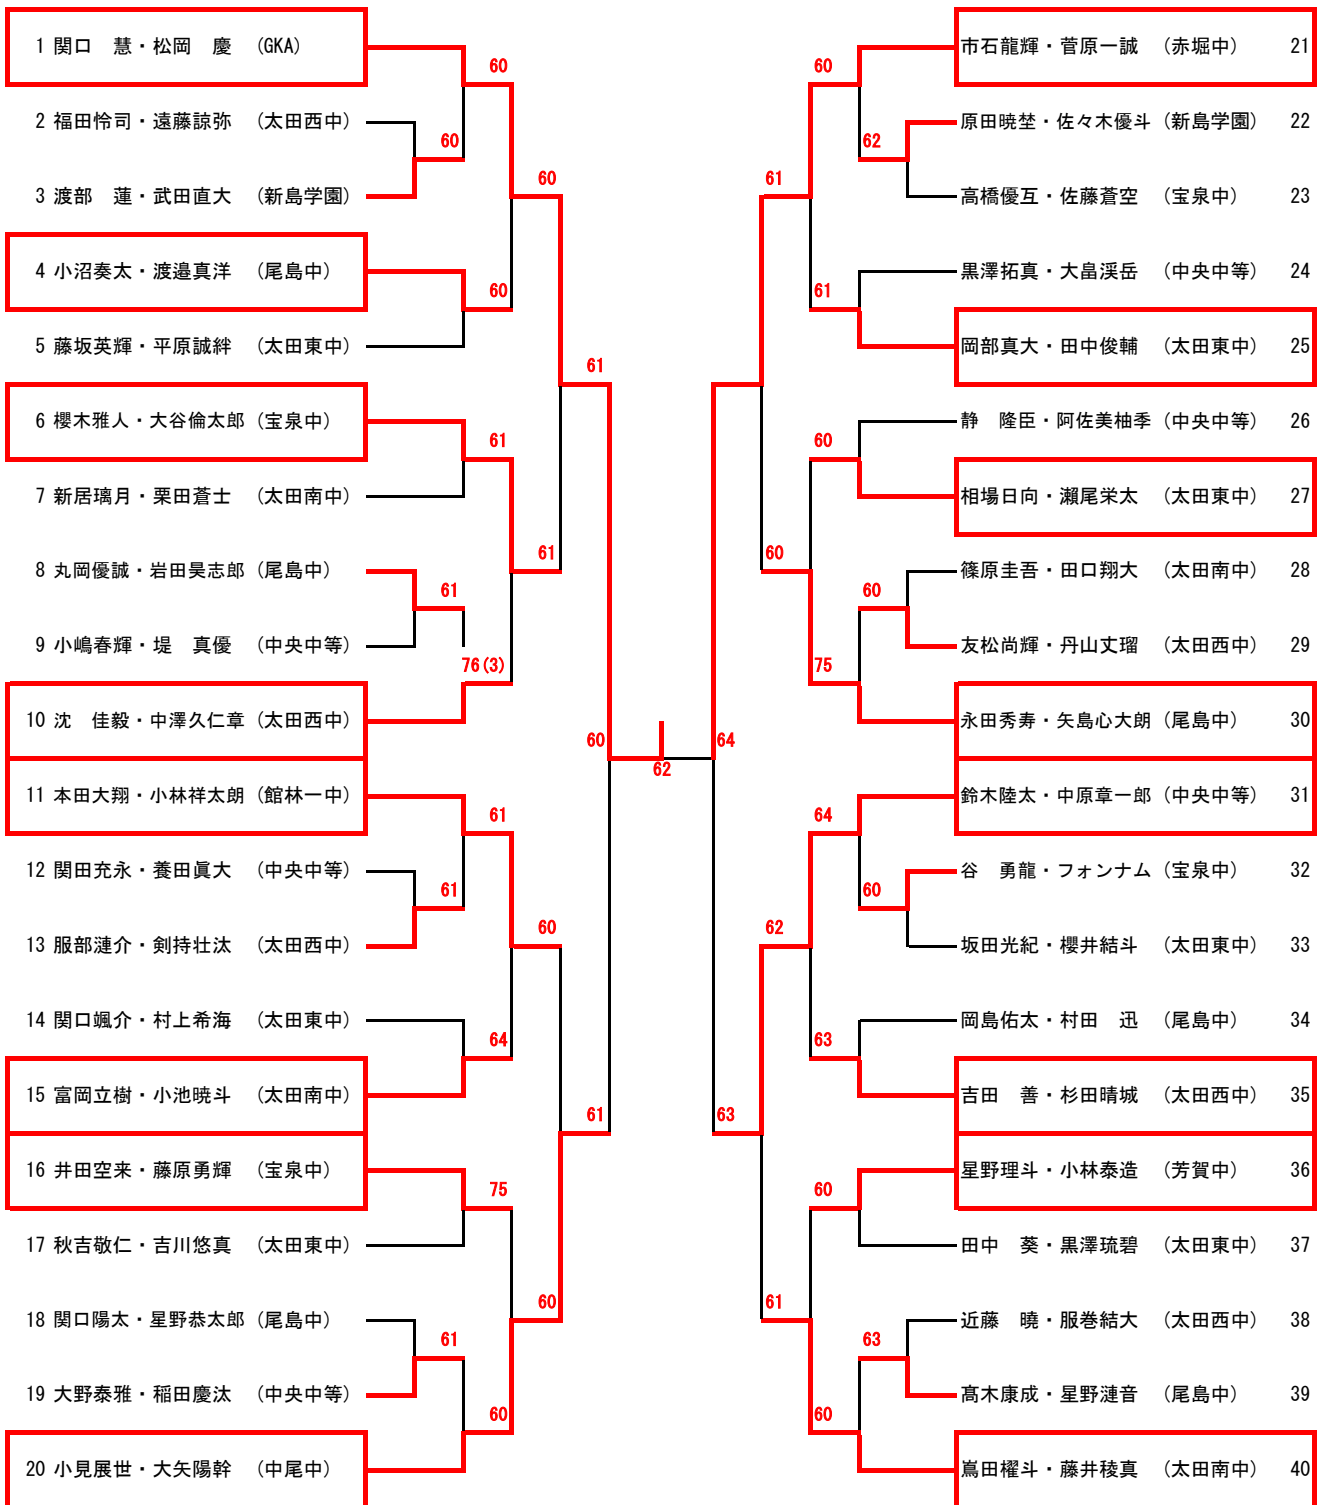 1 関口　慧・松岡　慶 (GKA)
2 福田怜司・遠藤諒弥 (太田西中)
3 渡部　蓮・武田直大 (新島学園)
4 小沼奏太・渡邉真洋 (尾島中)
5 藤坂英輝・平原誠絆 (太田東中)
6 櫻木雅人・大谷倫太郎 (宝泉中)
7 新居璃月・栗田蒼士 (太田南中)
8 丸岡優誠・岩田昊志郎 (尾島中)
9 小嶋春輝・堤　真優 (中央中等)
10 沈　佳毅・中澤久仁章 (太田西中)
11 本田大翔・小林祥太朗 (館林一中)
12 関田充永・養田眞大 (中央中等)
13 服部漣介・剣持壮汰 (太田西中)
14 関口颯介・村上希海 (太田東中)
15 富岡立樹・小池暁斗 (太田南中)
16 井田空来・藤原勇輝 (宝泉中)
17 秋吉敬仁・吉川悠真 (太田東中)
18 関口陽太・星野恭太郎 (尾島中)
19 大野泰雅・稲田慶汰 (中央中等)
20 小見展世・大矢陽幹 (中尾中)
60
60
60
60
61
61
61
61
76(3)
60
61
61
60
64
61
75
60
61
60
62
64
60
62
61
61
60
60
60
75
64
60
62
63
63
60
61
63
60
市石龍輝・菅原一誠 (赤堀中) 21
原田暁埜・佐々木優斗 (新島学園) 22
高橋優互・佐藤蒼空 (宝泉中) 23
黒澤拓真・大畠渓岳 (中央中等) 24
岡部真大・田中俊輔 (太田東中) 25
静　隆臣・阿佐美柚季 (中央中等) 26
相場日向・瀬尾栄太 (太田東中) 27
篠原圭吾・田口翔大 (太田南中) 28
友松尚輝・丹山丈瑠 (太田西中) 29
永田秀寿・矢島心大朗 (尾島中) 30
鈴木陸太・中原章一郎 (中央中等) 31
谷　勇龍・フォンナム (宝泉中) 32
坂田光紀・櫻井結斗 (太田東中) 33
岡島佑太・村田　迅 (尾島中) 34
吉田　善・杉田晴城 (太田西中) 35
星野理斗・小林泰造 (芳賀中) 36
田中　葵・黒澤琉碧 (太田東中) 37
近藤　曉・服巻結大 (太田西中) 38
髙木康成・星野漣音 (尾島中) 39
嶌田櫂斗・藤井稜真 (太田南中) 40